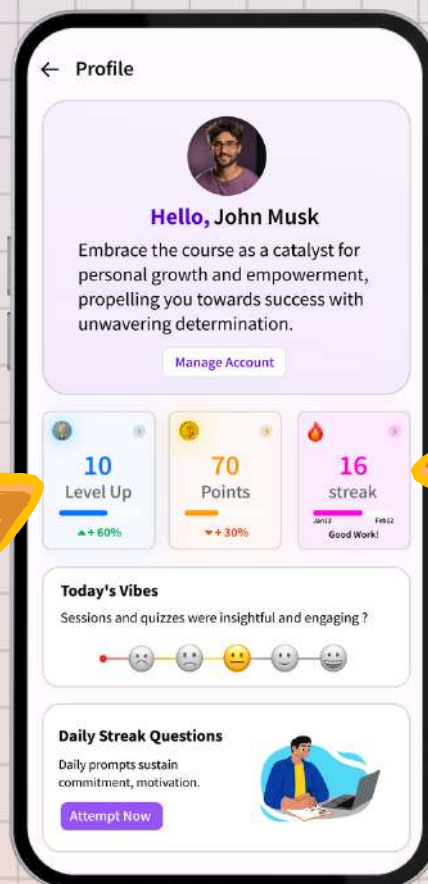 Profile
Hello, John Musk
Embrace the course as a catalyst for
personal growth and empowerment,
propelling you towards success with
unwavering determination.
Manage Account
10
Level Up
+ 60%
70
Points
+ 30%
16
streak
Jan12 Feb12
Good Work!
Today's Vibes
Sessions and quizzes were insightful and engaging ?
Daily Streak Questions
Daily prompts sustain
commitment, motivation.
Attempt Now